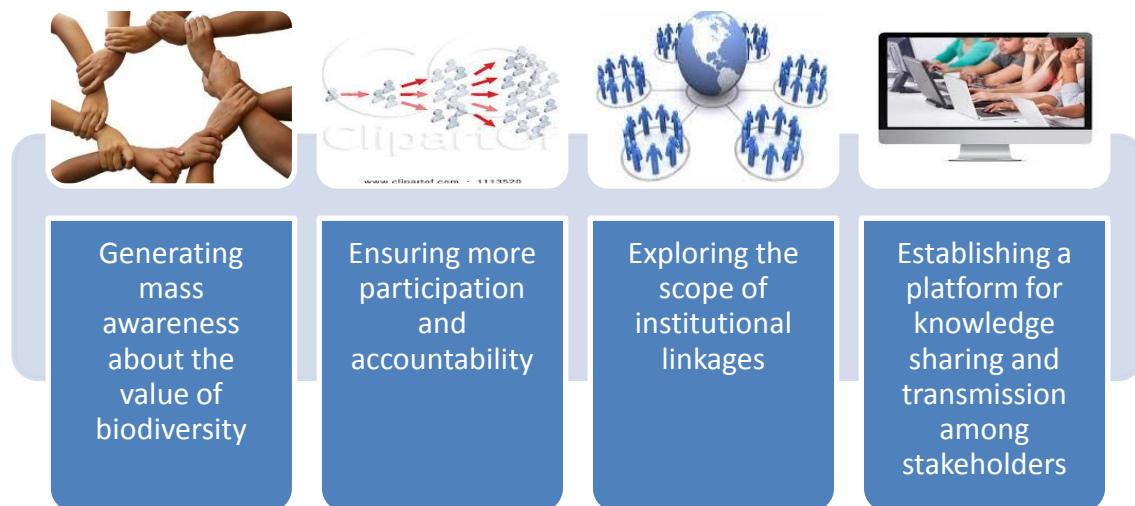 ClipartOf
www.clipartof.com · 1113520
Generating
mass
awareness
about the
value of
biodiversity
Ensuring more
participation
and
accountability
Exploring the
scope of
institutional
linkages
Establishing a
platform for
knowledge
sharing and
transmission
among
stakeholders